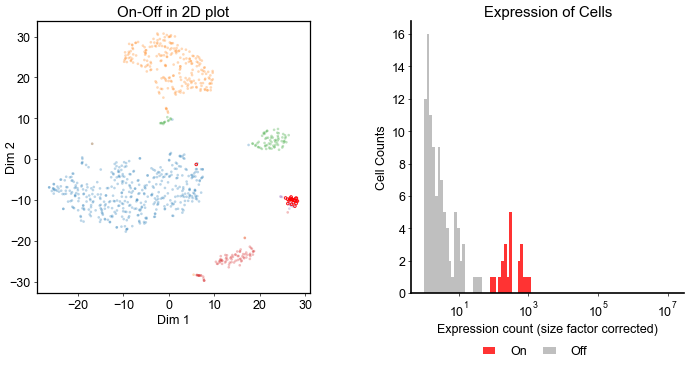 On-Off in 2D plot
Dim 2
30
20
10
0
−10
−20
−30
−20 −10 0 10 20 30
Dim 1
Expression of Cells
Cell Counts
16
14
12
10
8
6
4
2
0
10^1 10^3 10^5 10^7
Expression count (size factor corrected)
On Off